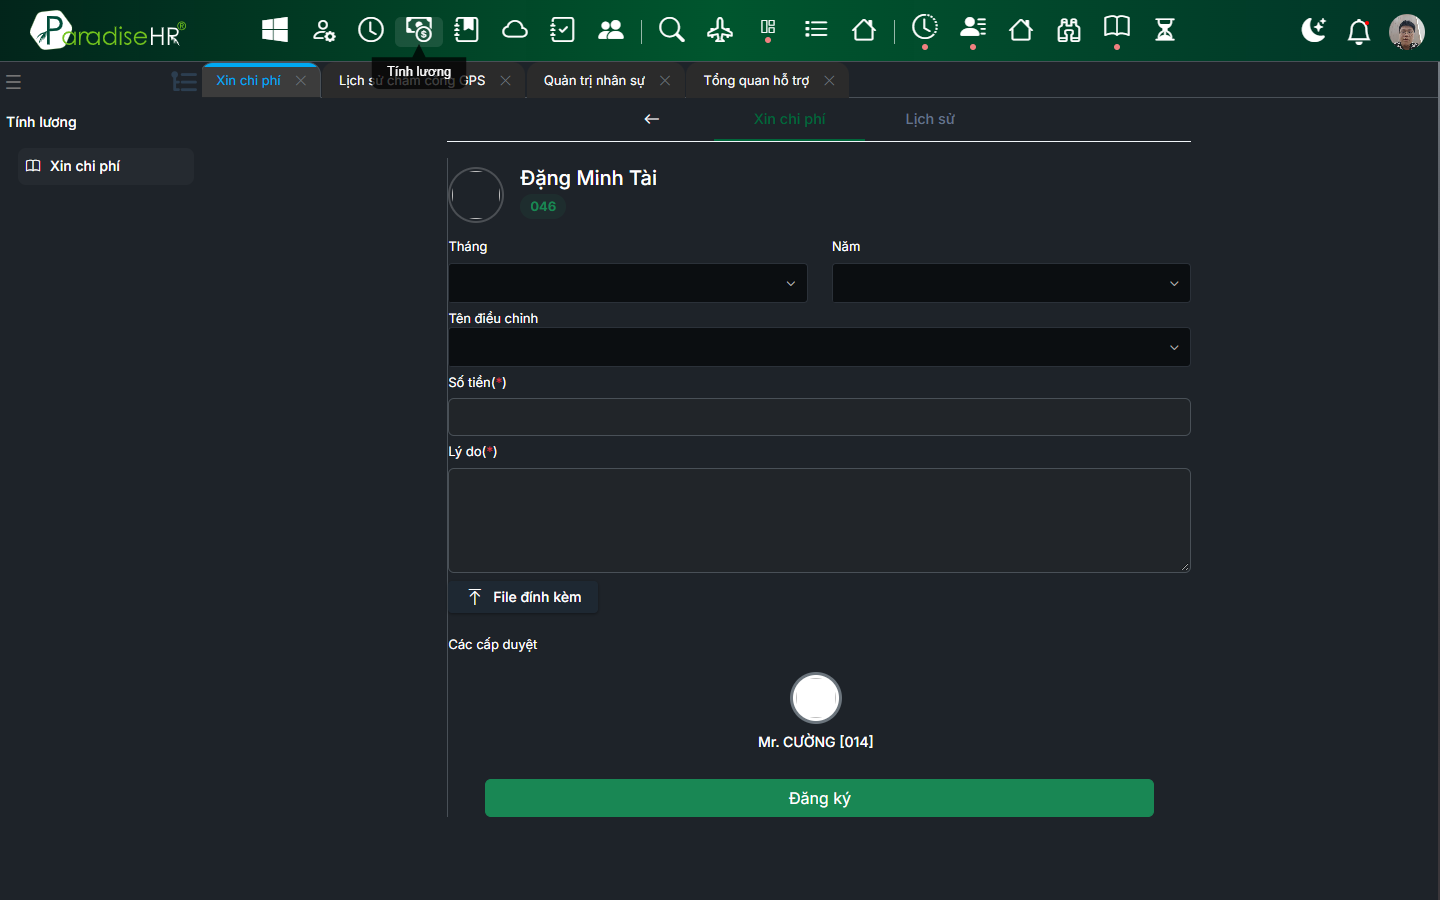 ParadiseHR®
Tính lương
Xin chi phí
Lịch sử chấm công GPS
Quản trị nhân sự
Tổng quan hỗ trợ
Tính lương
Xin chi phí
Xin chi phí
Lịch sử
Đặng Minh Tài
046
Tháng
Năm
Tên điều chỉnh
Số tiền(*)
Lý do(*)
File đính kèm
Các cấp duyệt
Mr. CƯỜNG [014]
Đăng ký